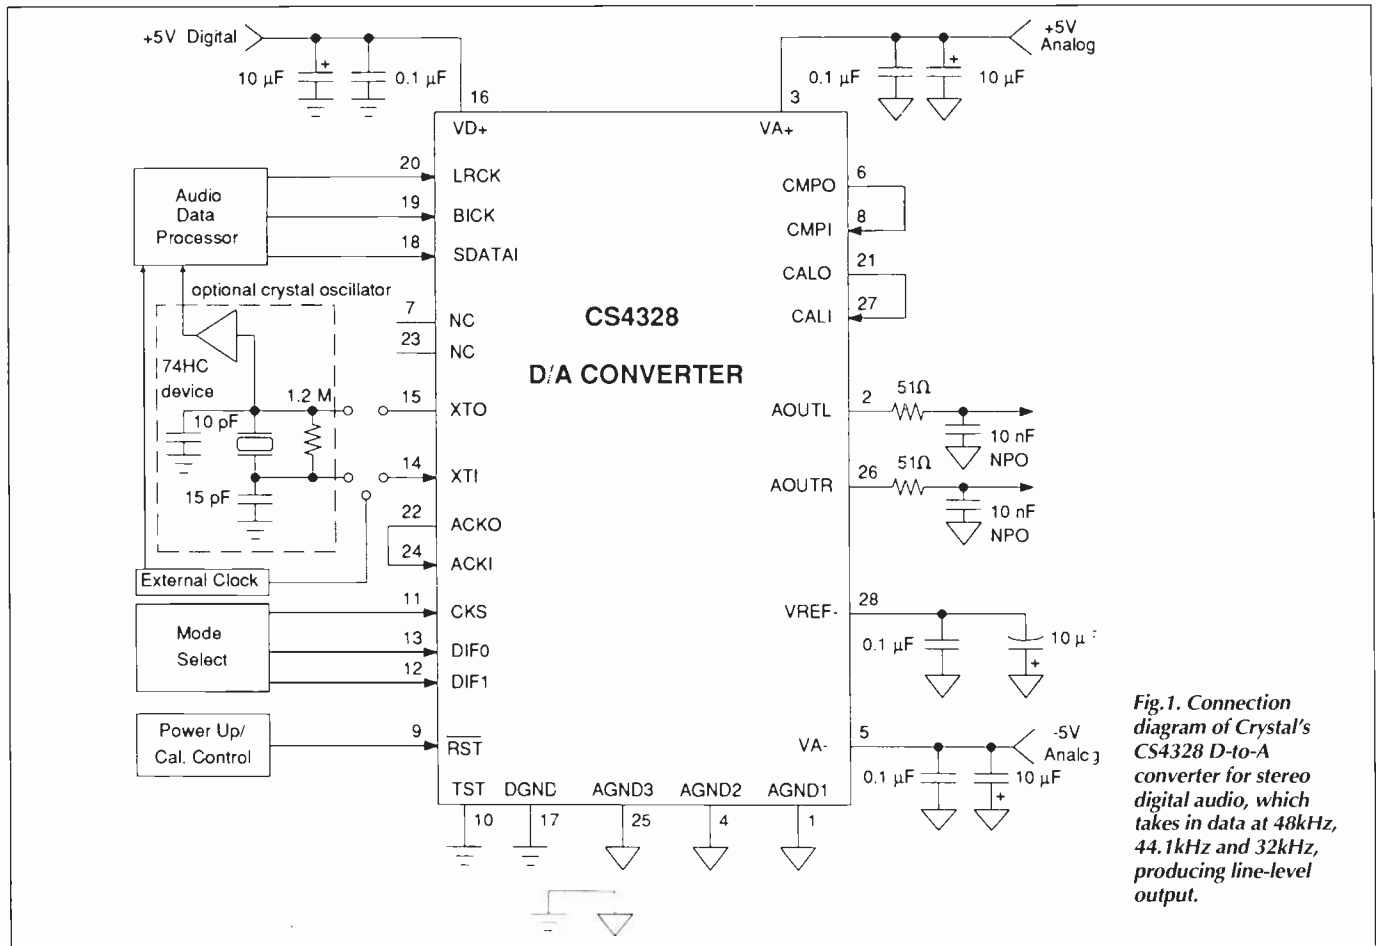 +5V Digital
10 µF
+
0.1 µF
16
VD+
+5V
Analog
0.1 µF
+
10 µF
3
VA+
Audio
Data
Processor
20
LRCK
19
BICK
18
SDATAI
optional crystal oscillator
74HC
device
1.2 M
10 pF
15 pF
7
NC
23
NC
15
XTO
14
XTI
22
ACKO
24
ACKI
External Clock
Mode
Select
11
CKS
13
DIF0
12
DIF1
Power Up/
Cal. Control
9
RST
CS4328
D/A CONVERTER
6
CMPO
8
CMPI
21
CALO
27
CALI
AOUTL
2
51Ω
10 nF
NPO
AOUTR
26
51Ω
10 nF
NPO
VREF-
28
0.1 µF
10 µF
+
VA-
5
-5V
Analog
0.1 µF
10 µF
+
TST
DGND
AGND3
AGND2
AGND1
10
17
25
4
1
Fig.1. Connection
diagram of Crystal's
CS4328 D-to-A
converter for stereo
digital audio, which
takes in data at 48kHz,
44.1kHz and 32kHz,
producing line-level
output.